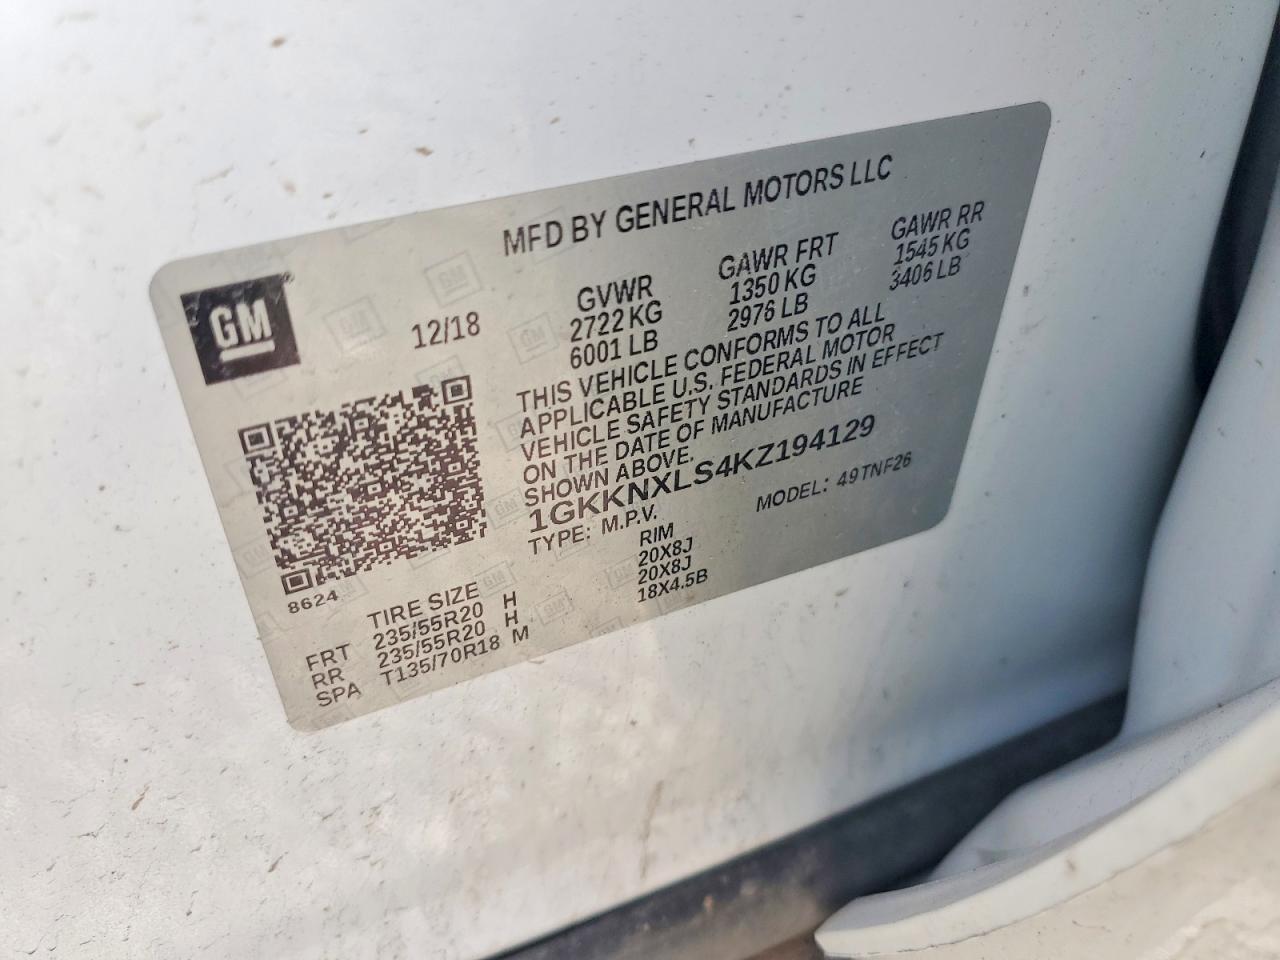 MFD BY GENERAL MOTORS LLC
GM
12/18
GVWR GAWR FRT GAWR RR
2722 KG 1350 KG 1545 KG
6001 LB 2976 LB 3406 LB
THIS VEHICLE CONFORMS TO ALL
APPLICABLE U.S. FEDERAL MOTOR
VEHICLE SAFETY STANDARDS IN EFFECT
ON THE DATE OF MANUFACTURE
SHOWN ABOVE.
1GKKNXLS4KZ194129
TYPE: M.P.V. MODEL: 49TNF26
8624
TIRE SIZE RIM
FRT 235/55R20 H 20X8J
RR 235/55R20 H 20X8J
SPA T135/70R18 M 18X4.5B